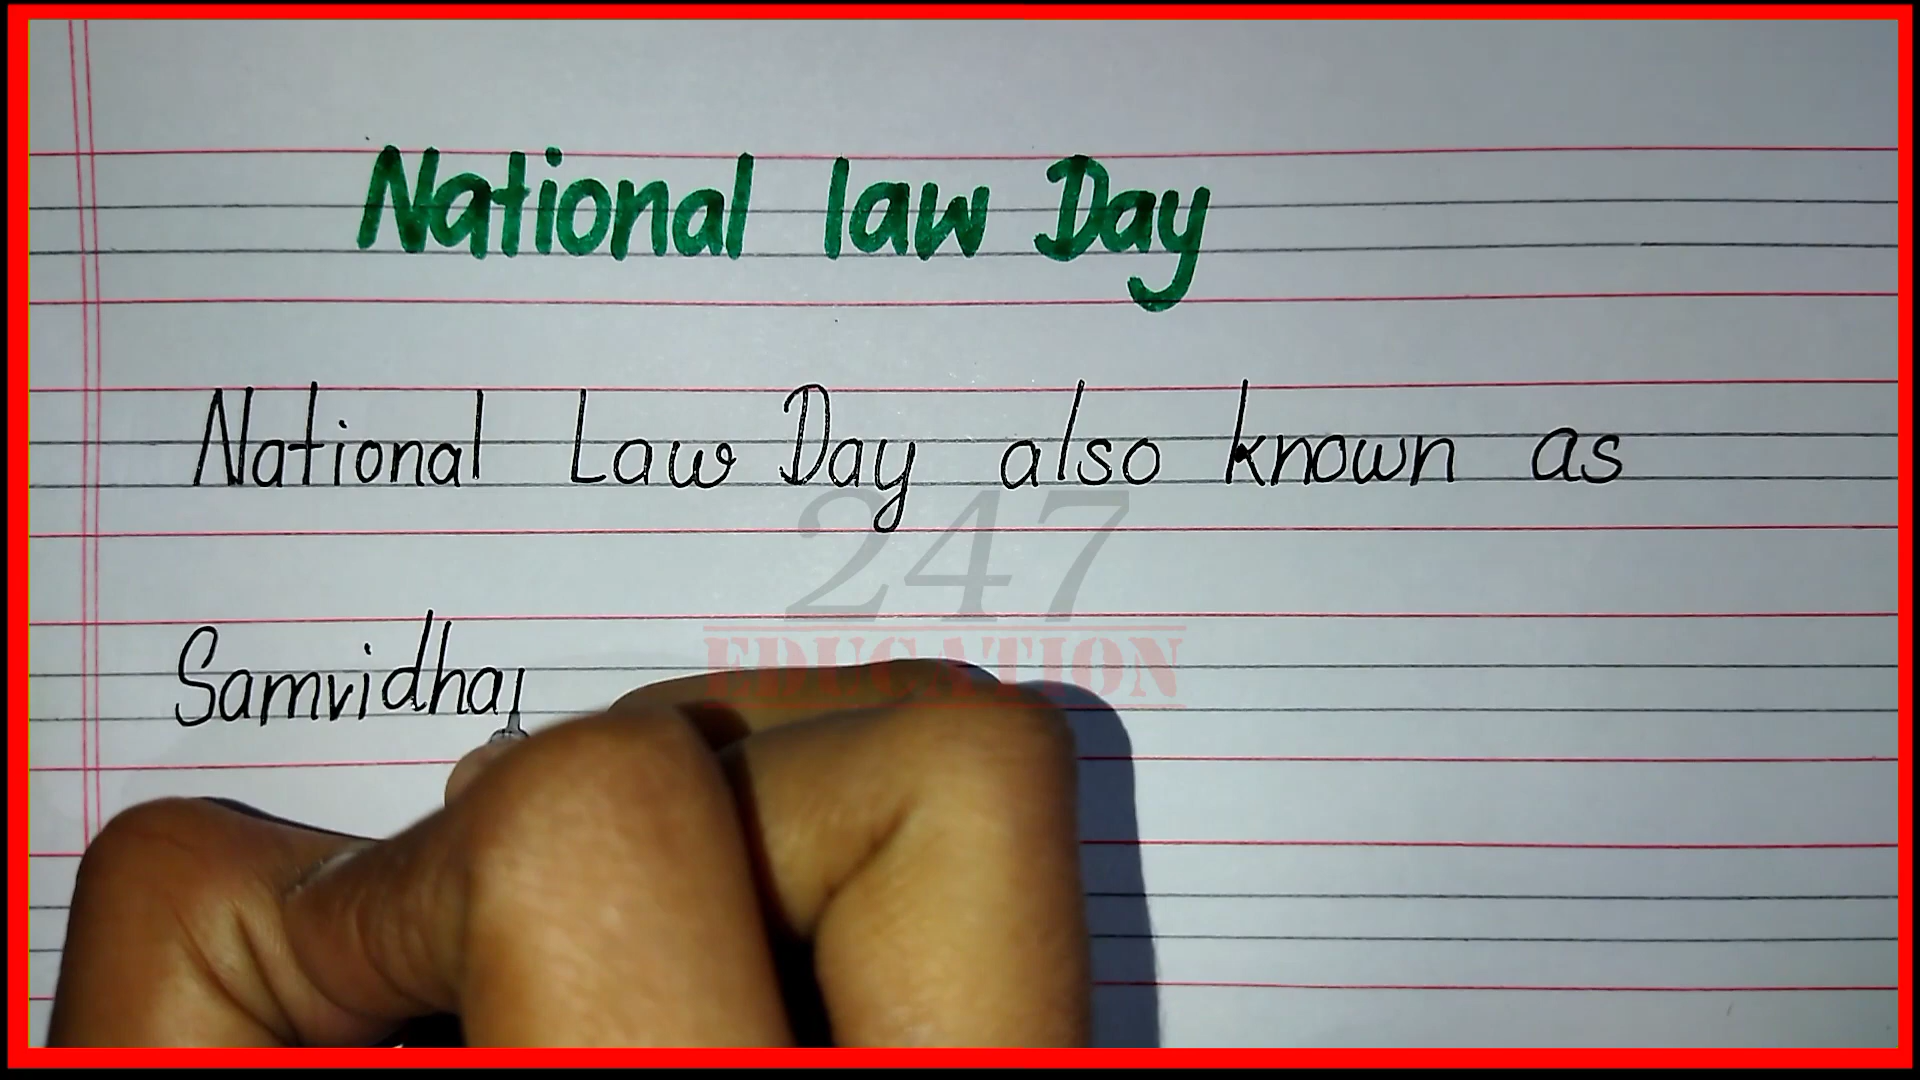 National law Day
National Law Day also known as
247
EDUCATION
Samvidha